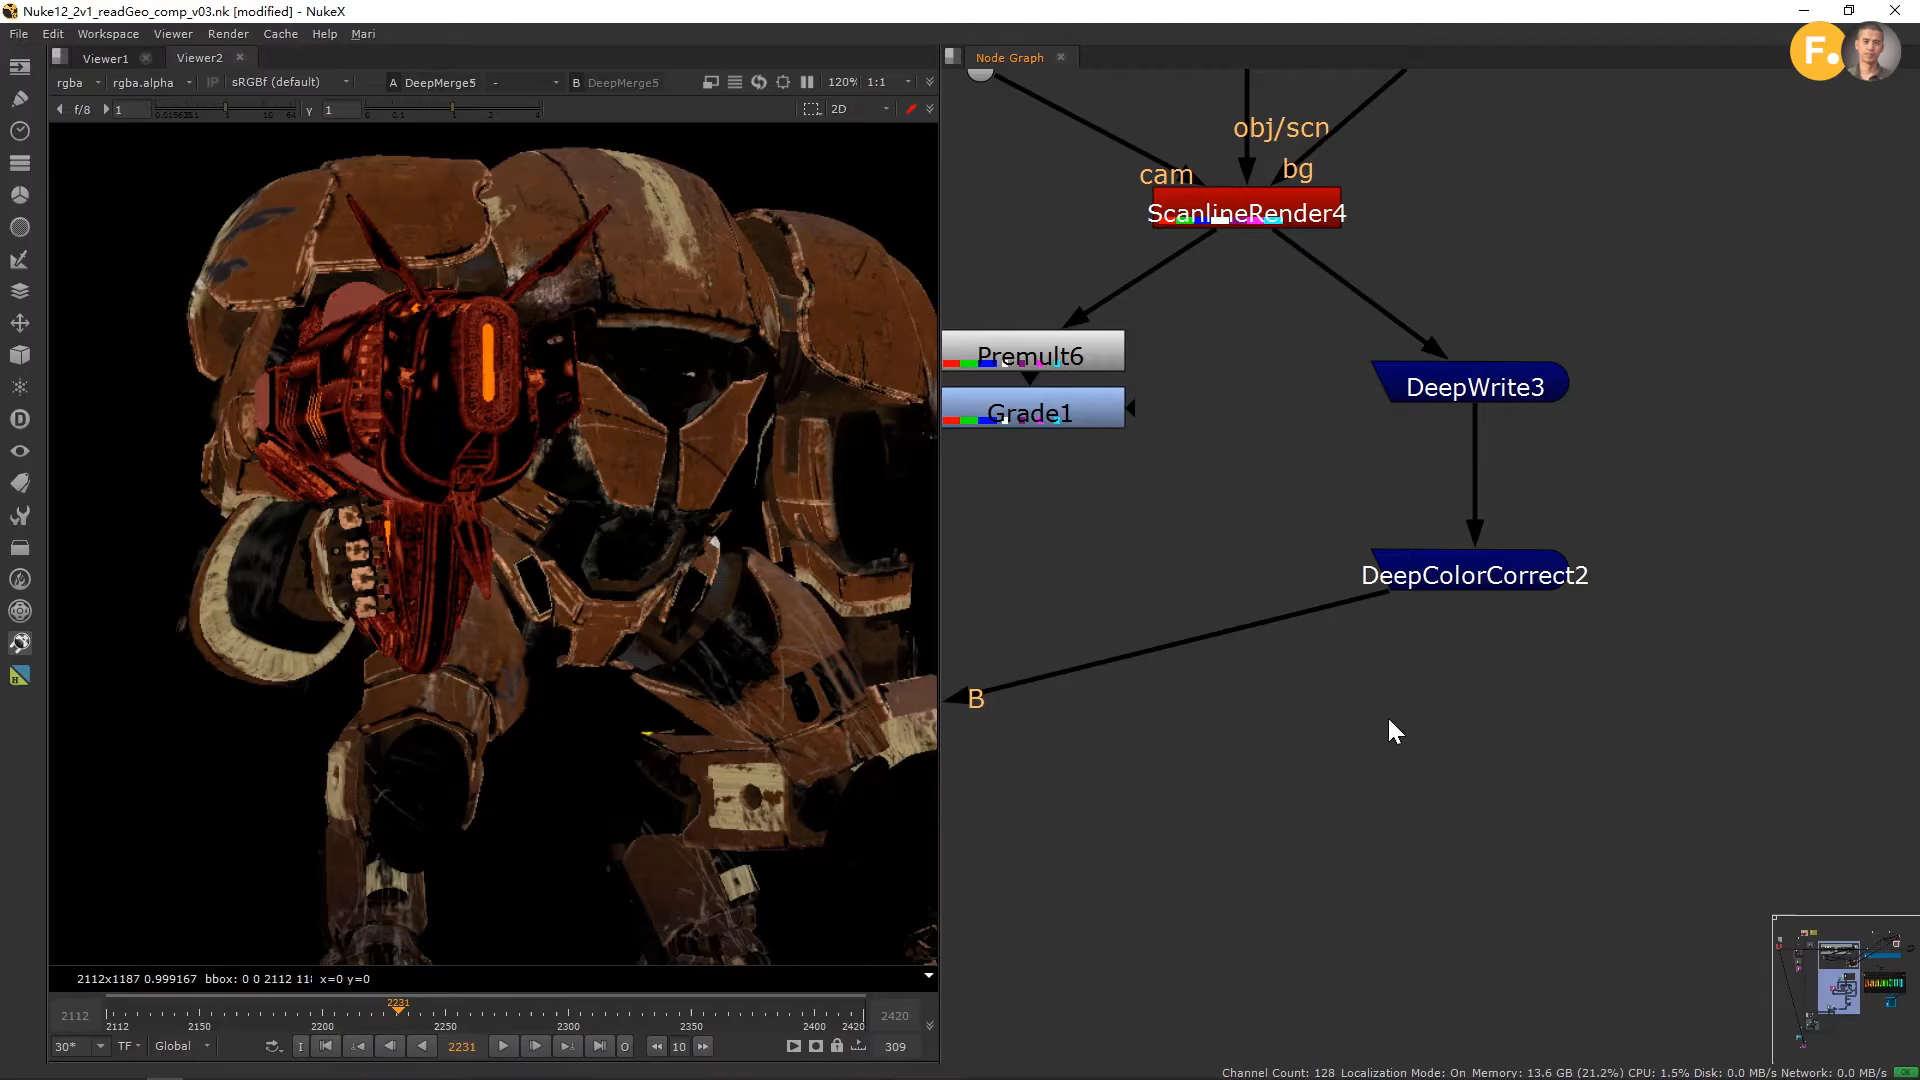 Nuke12_2v1_readGeo_comp_v03.nk [modified] - NukeX
File Edit Workspace Viewer Render Cache Help Mari
Viewer1 Viewer2 Node Graph
F.
rgba rgba.alpha IP sRGBf (default) A DeepMerge5 - B DeepMerge5 120% 1:1
f/8 1 γ 1 2D
obj/scn
cam bg
ScanlineRender4
Premult6
Grade1
DeepWrite3
DeepColorCorrect2
B
2112x1187 0.999167 bbox: 0 0 2112 11 x=0 y=0
2112 2231 2420
2112 2150 2200 2250 2300 2350 2400 2420
30* TF Global I 2231 O 10 309
Channel Count: 128 Localization Mode: On Memory: 13.6 GB (21.2%) CPU: 1.5% Disk: 0.0 MB/s Network: 0.0 MB/s